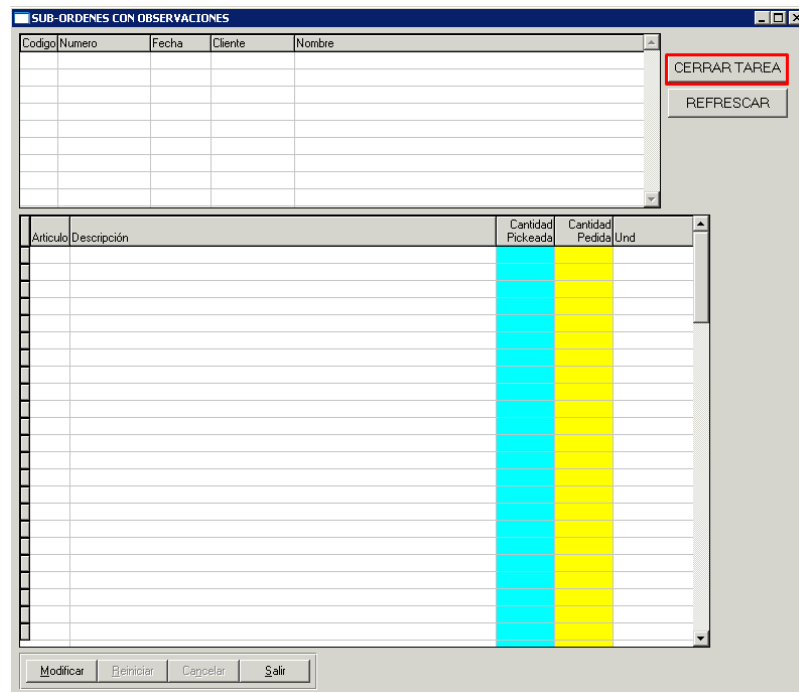 SUB-ORDENES CON OBSERVACIONES
Codigo Numero Fecha Cliente Nombre
CERRAR TAREA
REFRESCAR
Articulo Descripción Cantidad Pickeada Cantidad Pedida Und
Modificar Reiniciar Cancelar Salir